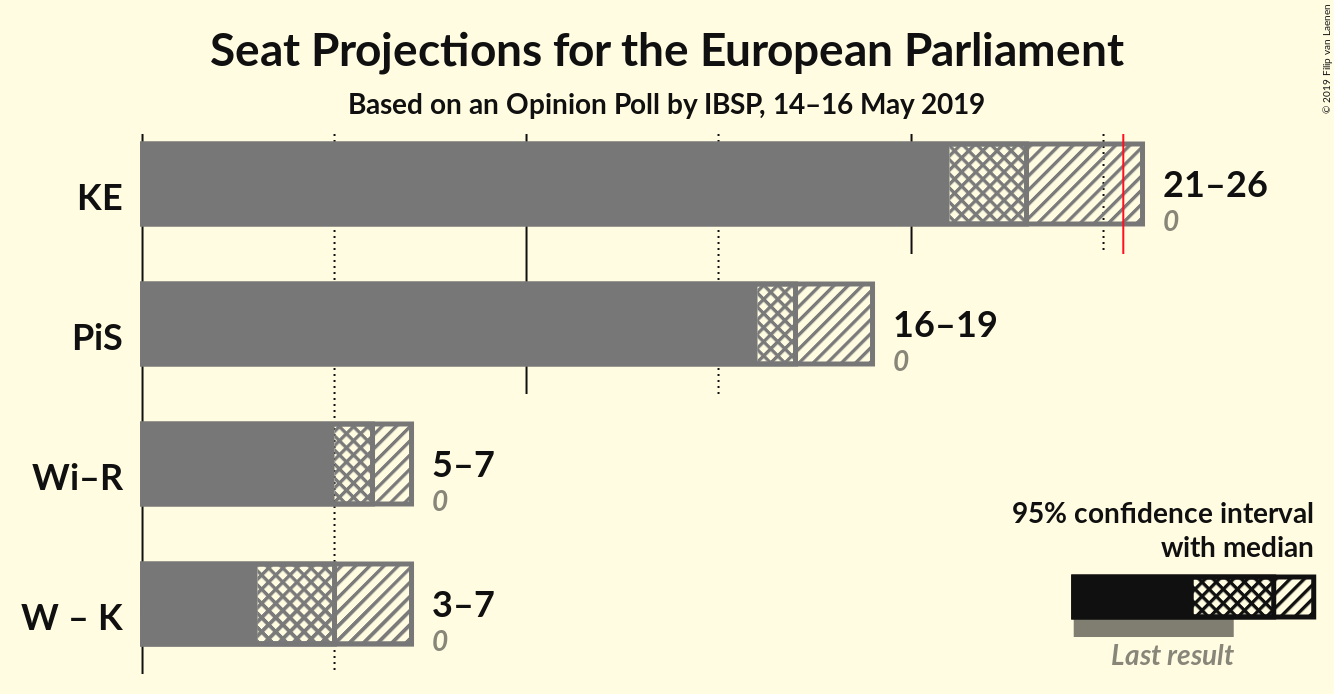 Seat Projections for the European Parliament
Based on an Opinion Poll by IBSP, 14–16 May 2019
© 2019 Filip van Laenen
KE
21–26
0
PiS
16–19
0
Wi–R
5–7
0
W – K
3–7
0
95% confidence interval
with median
Last result